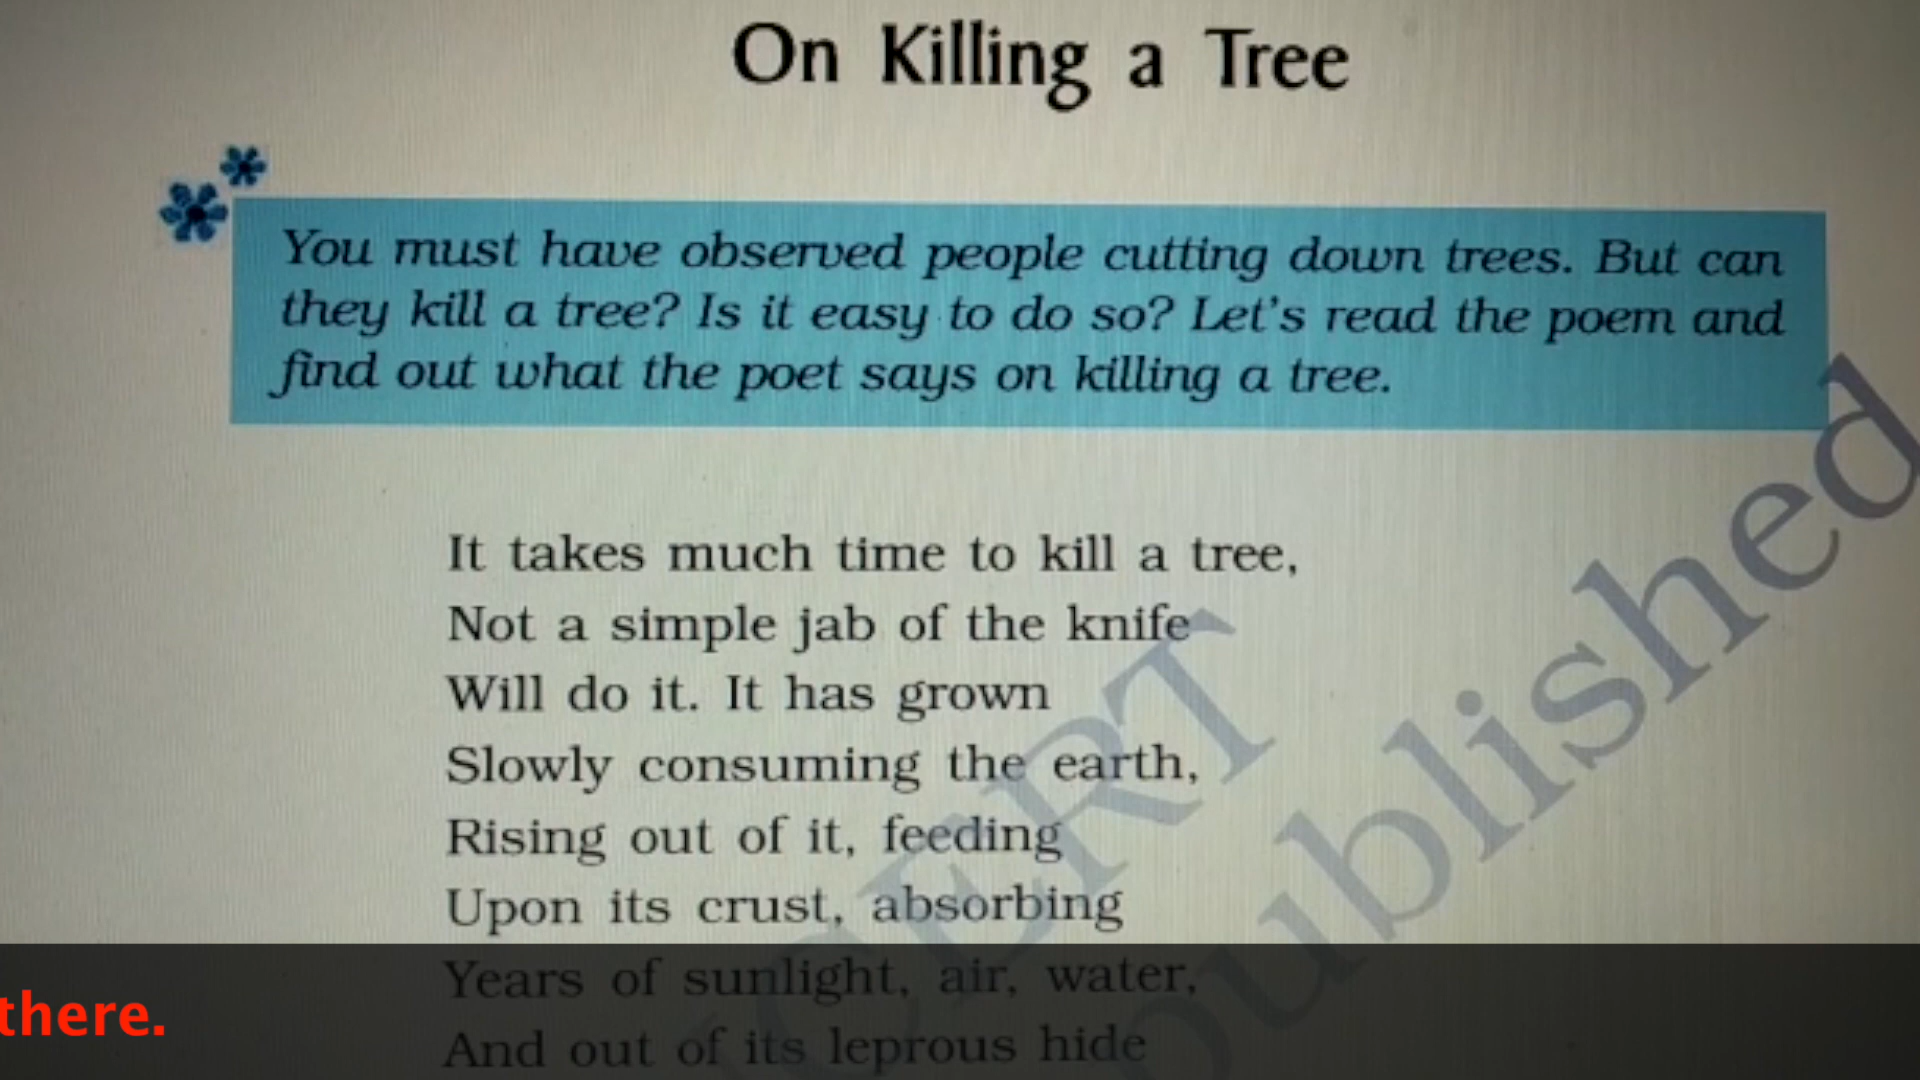 On Killing a Tree
You must have observed people cutting down trees. But can
they kill a tree? Is it easy to do so? Let's read the poem and
find out what the poet says on killing a tree.
It takes much time to kill a tree,
Not a simple jab of the knife
Will do it. It has grown
Slowly consuming the earth,
Rising out of it, feeding
Upon its crust, absorbing
Years of sunlight, air, water,
And out of its leprous hide
there.
NCERT
published